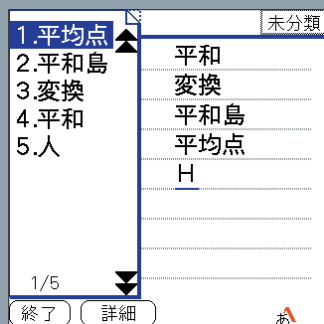 未分類
1.平均点
2.平和島
3.変換
4.平和
5.人
1/5
平和
変換
平和島
平均点
H
終了
詳細
あ